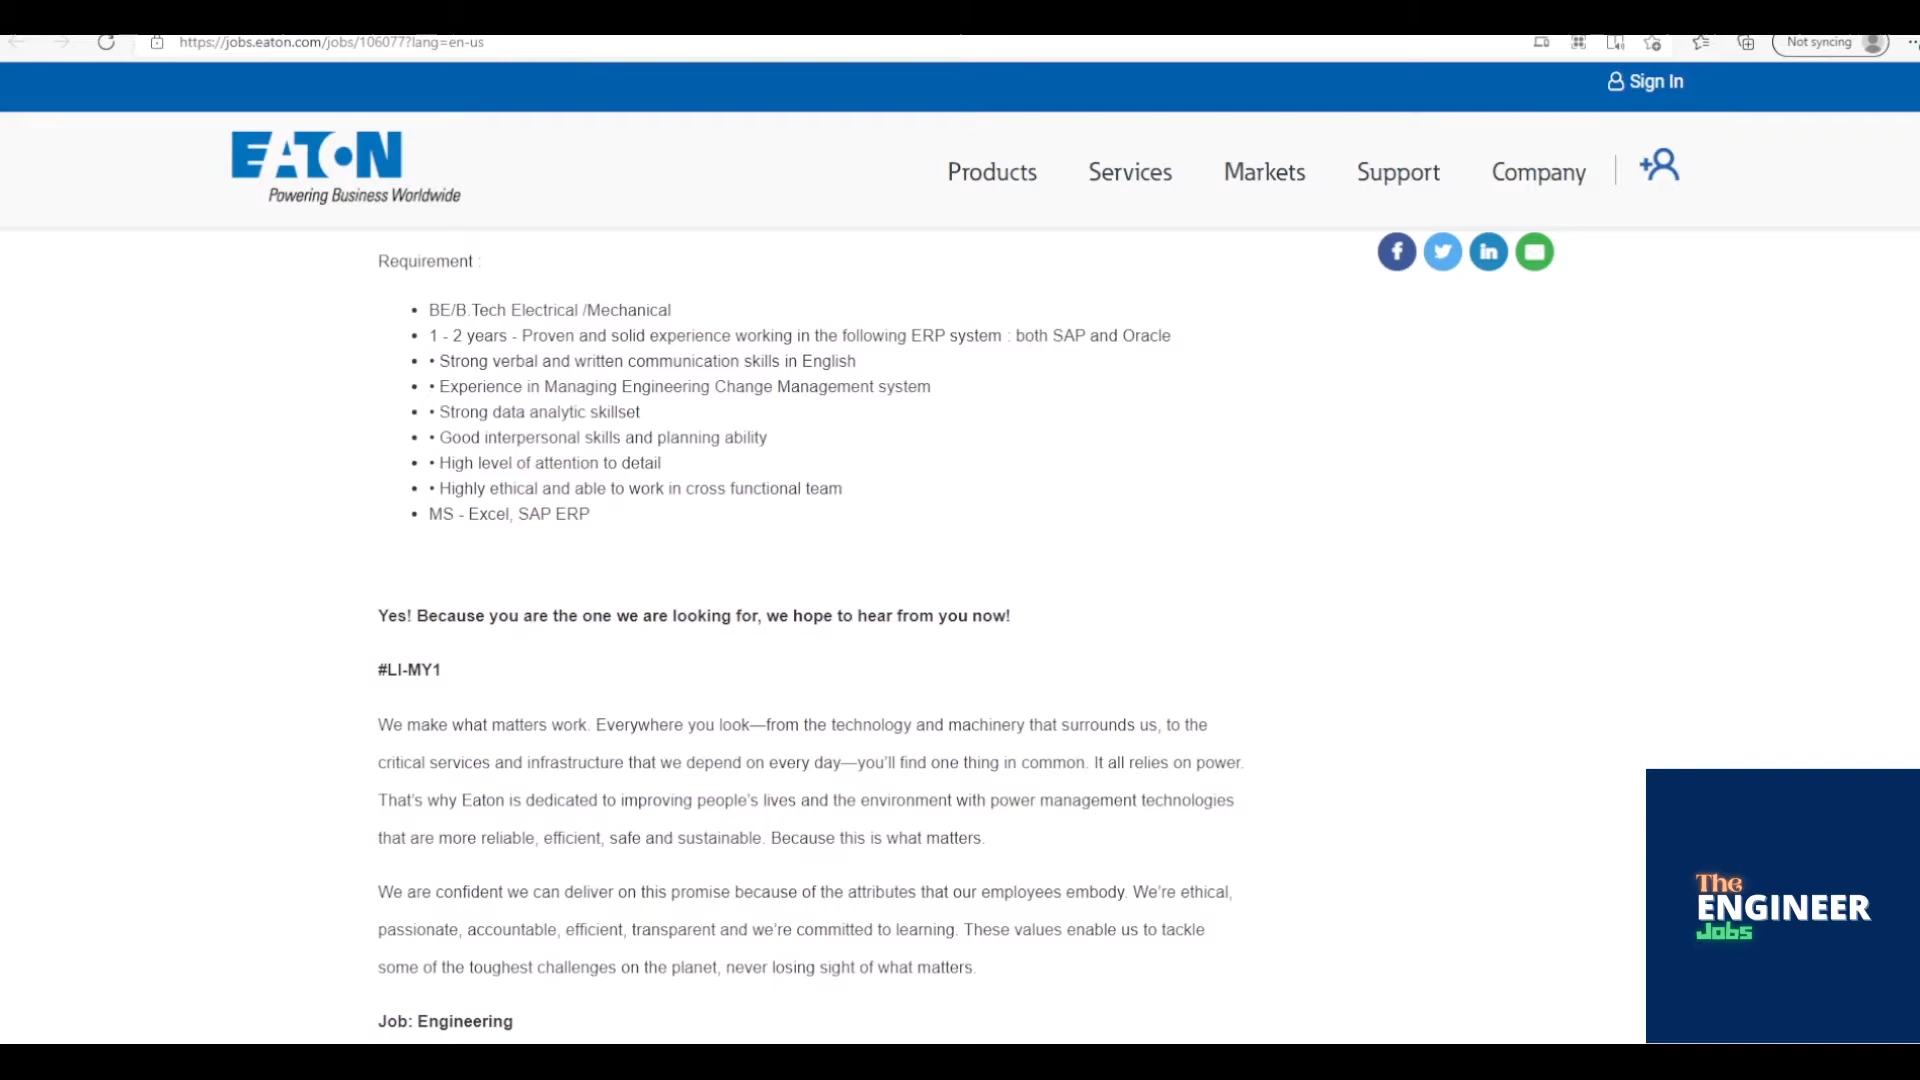 https://jobs.eaton.com/jobs/106077?lang=en-us
Not syncing
Sign In
EATON
Powering Business Worldwide
Products
Services
Markets
Support
Company
Requirement :
• BE/B.Tech Electrical /Mechanical
• 1 - 2 years - Proven and solid experience working in the following ERP system : both SAP and Oracle
• • Strong verbal and written communication skills in English
• • Experience in Managing Engineering Change Management system
• • Strong data analytic skillset
• • Good interpersonal skills and planning ability
• • High level of attention to detail
• • Highly ethical and able to work in cross functional team
• MS - Excel, SAP ERP
Yes! Because you are the one we are looking for, we hope to hear from you now!
#LI-MY1
We make what matters work. Everywhere you look—from the technology and machinery that surrounds us, to the
critical services and infrastructure that we depend on every day—you’ll find one thing in common. It all relies on power.
That’s why Eaton is dedicated to improving people’s lives and the environment with power management technologies
that are more reliable, efficient, safe and sustainable. Because this is what matters.
We are confident we can deliver on this promise because of the attributes that our employees embody. We’re ethical,
passionate, accountable, efficient, transparent and we’re committed to learning. These values enable us to tackle
some of the toughest challenges on the planet, never losing sight of what matters.
Job: Engineering
The
ENGINEER
Jobs